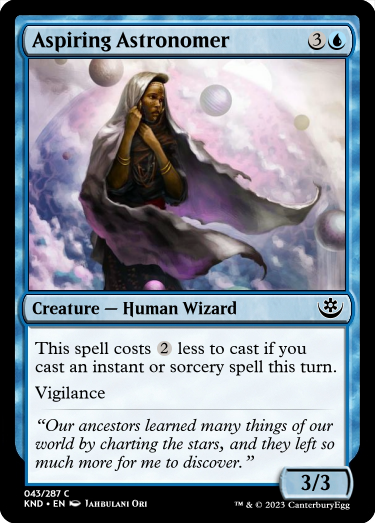 Aspiring Astronomer 3
This spell costs 2 less to cast if you
cast an instant or sorcery spell this turn.
Vigilance
Creature — Human Wizard
“Our ancestors learned many things of our
world by charting the stars, and they left so
much more for me to discover.”
3/3
043/287 C
KND • EN Jahbulani Ori
™ & © 2023 CanterburyEgg